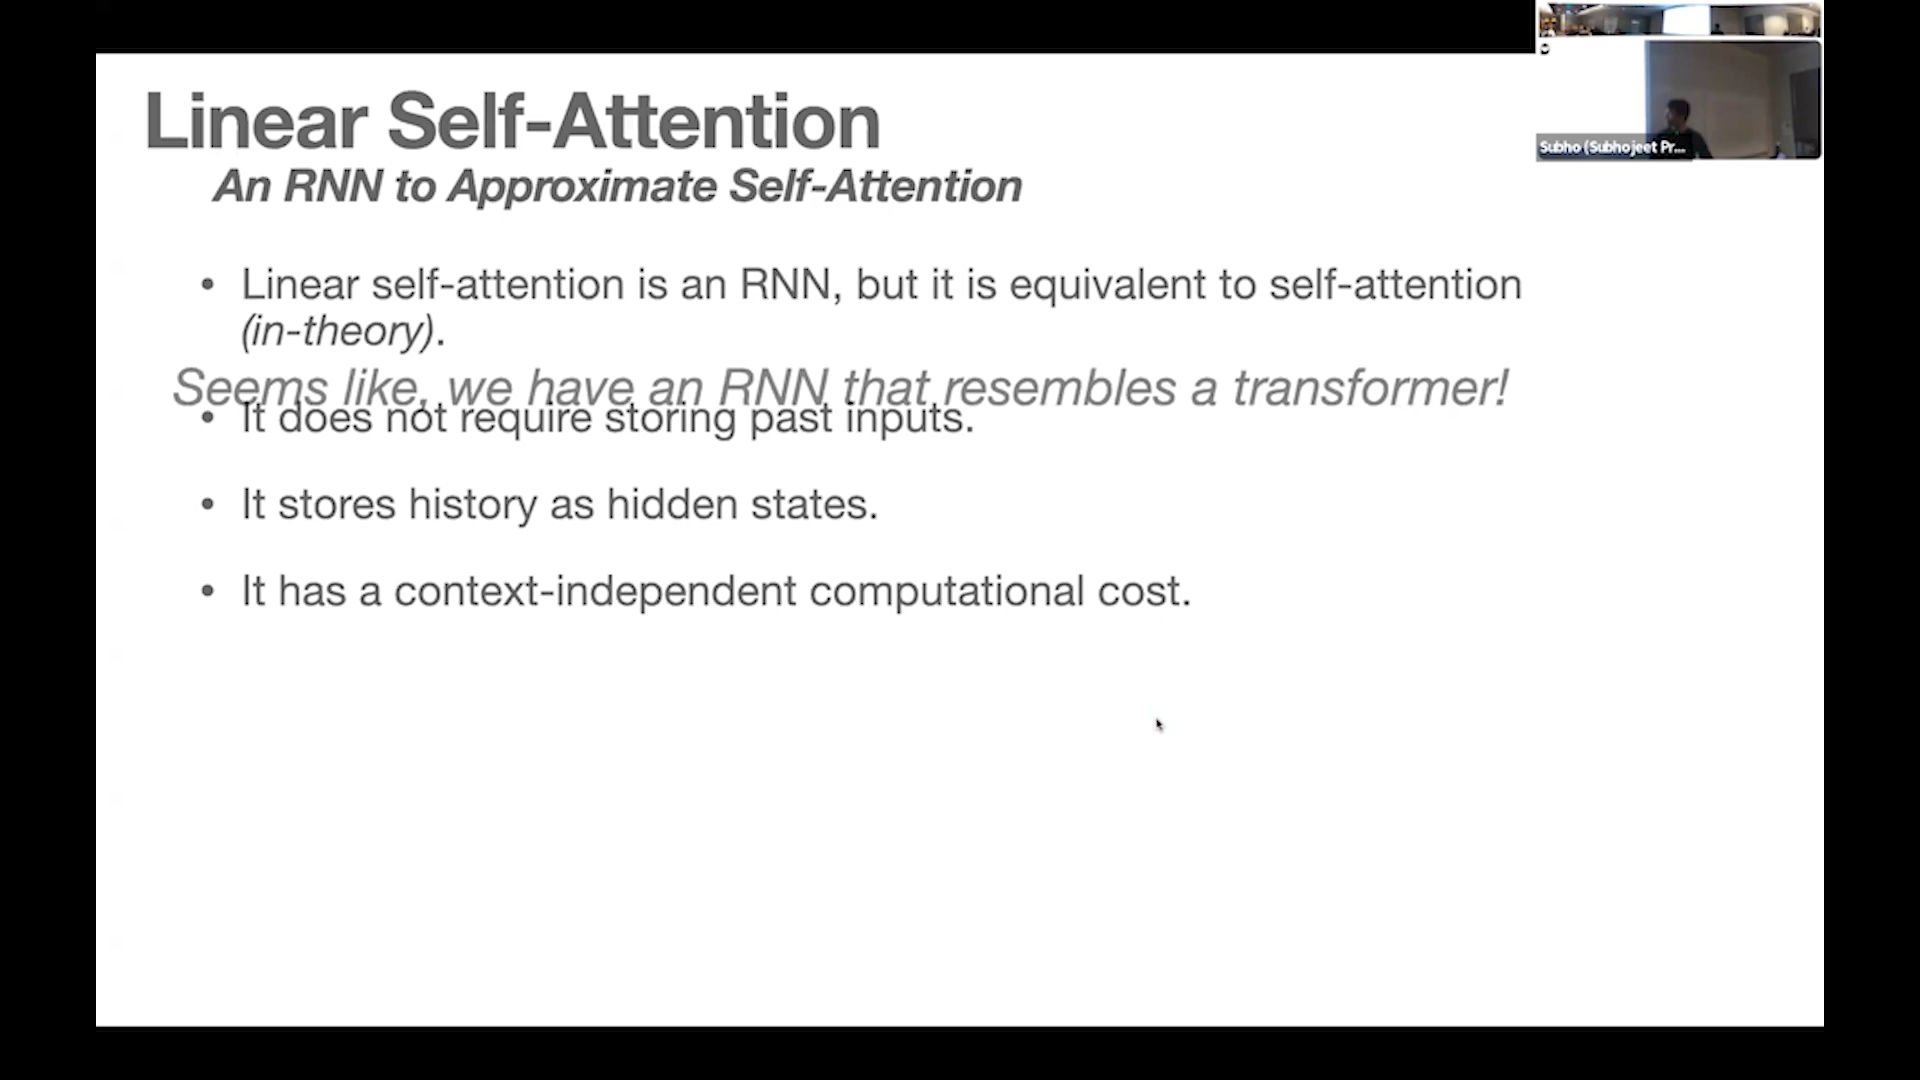 Linear Self-Attention
An RNN to Approximate Self-Attention
• Linear self-attention is an RNN, but it is equivalent to self-attention
(in-theory).
Seems like, we have an RNN that resembles a transformer!
• It does not require storing past inputs.
• It stores history as hidden states.
• It has a context-independent computational cost.
Subho (Subhojeet Pr...